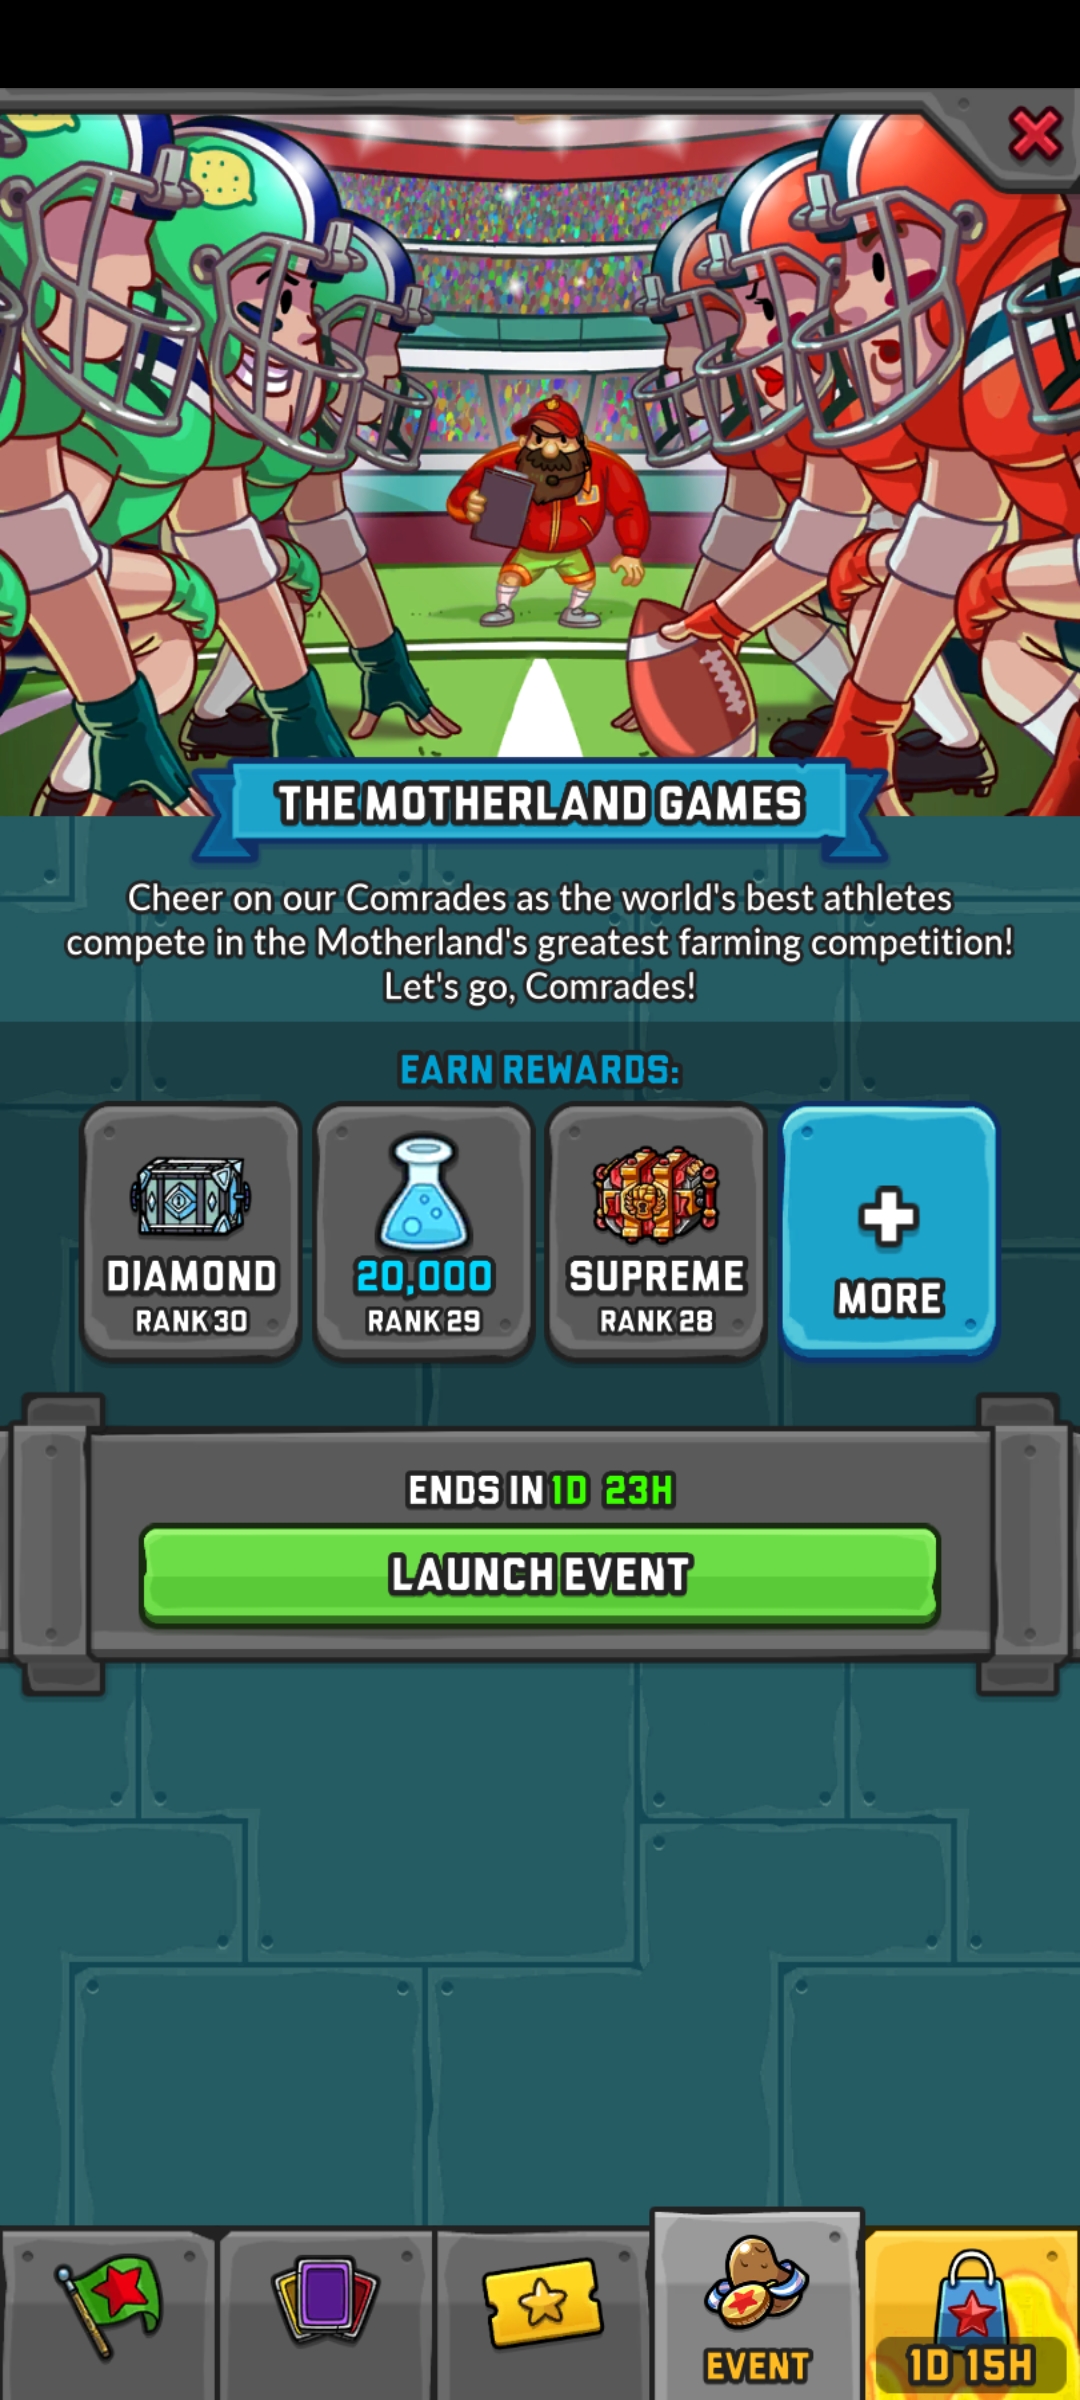 THE MOTHERLAND GAMES
Cheer on our Comrades as the world's best athletes
compete in the Motherland's greatest farming competition!
Let's go, Comrades!
EARN REWARDS:
DIAMOND
RANK 30
20,000
RANK 29
SUPREME
RANK 28
MORE
ENDS IN 1D 23H
LAUNCH EVENT
EVENT
1D 15H